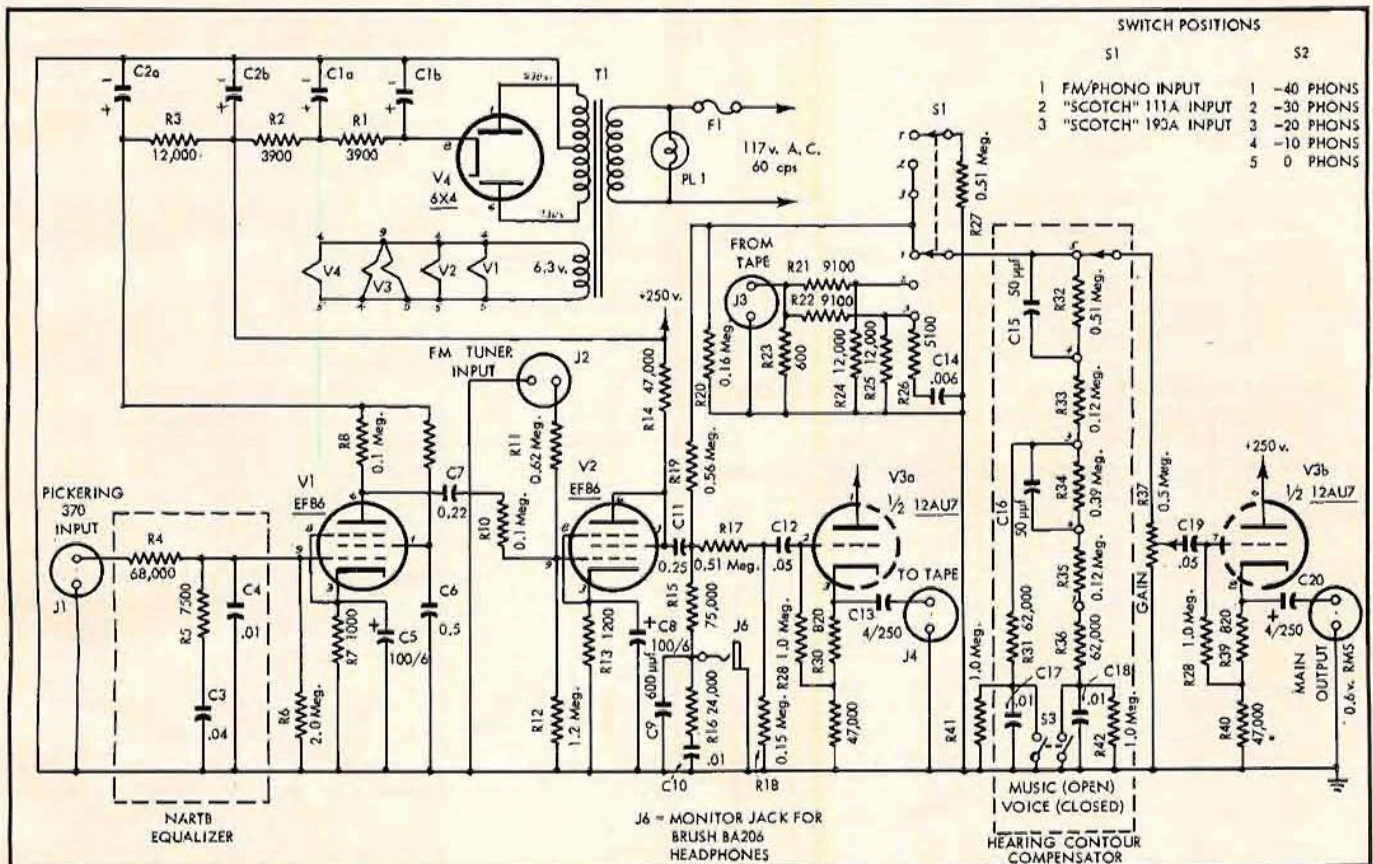 SWITCH POSITIONS
S1
S2
1 FM/PHONO INPUT
2 "SCOTCH" 111A INPUT
3 "SCOTCH" 190A INPUT
1 -40 PHONS
2 -30 PHONS
3 -20 PHONS
4 -10 PHONS
5 0 PHONS
C2a
C2b
C1a
C1b
R3
12,000
R2
3900
R1
3900
V4
6X4
T1
F1
PL 1
117 v. A.C.
60 cps
6.3 v.
V4
V3
V2
V1
S1
R27
0.51 Meg.
FROM
TAPE
J3
R21 9100
R22 9100
R20
0.16 Meg.
R23
600
R24 12,000
R25 12,000
R26
5100
C14
.006
+250 v.
R14 47,000
FM TUNER
INPUT
J2
R11
0.62 Meg.
R19
0.56 Meg.
C15
50 μμf
R32
0.51 Meg.
R33
0.12 Meg.
C16
50 μμf
R34
0.39 Meg.
R35
0.12 Meg.
R36
62,000
R31 62,000
C17
.01
C18
.01
S3
R41
1.0 Meg.
R42
1.0 Meg.
MUSIC (OPEN)
VOICE (CLOSED)
HEARING CONTOUR
COMPENSATOR
PICKERING
370
INPUT
J1
R4
68,000
R5 7500
C3
.04
C4
.01
NARTB
EQUALIZER
R6
2.0 Meg.
V1
EF86
R8
0.1 Meg.
R7 1000
C5
100/6
C6
0.5
C7
0.22
R10
0.1 Meg.
V2
EF86
R12
1.2 Meg.
R13 1200
C8
100/6
C9
600 μμf
C11
0.25
R17
0.51 Meg.
R15
75,000
R16 24,000
C10
.01
J6
R18
0.15 Meg.
C12
.05
R28 1.0 Meg.
V3a
½ 12AU7
R30 820
47,000
C13
4/250
TO TAPE
J4
J6 = MONITOR JACK FOR
BRUSH BA206
HEADPHONES
R37
0.5 Meg.
GAIN
C19
.05
+250 v.
V3b
½ 12AU7
R28 1.0 Meg.
R39 820
R40
47,000
C20
4/250
MAIN
OUTPUT
0.6 v. RMS